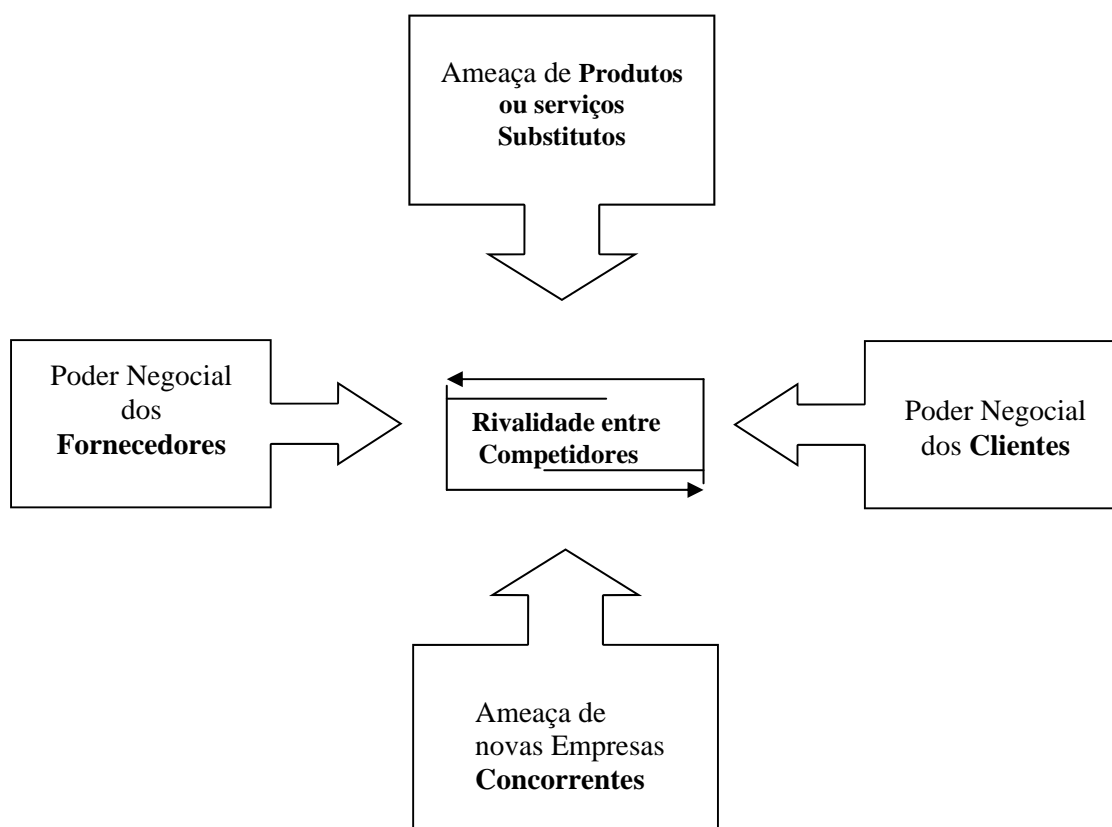 Ameaça de Produtos
ou serviços
Substitutos
Poder Negocial
dos
Fornecedores
Rivalidade entre
Competidores
Poder Negocial
dos Clientes
Ameaça de
novas Empresas
Concorrentes